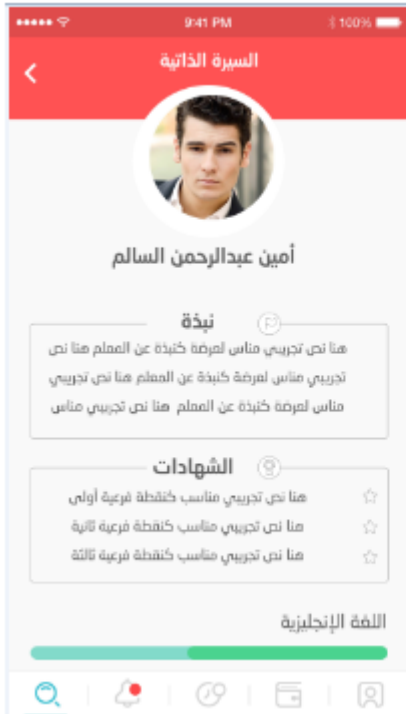 9:41 PM
100%
السيرة الذاتية
أمين عبدالرحمن السالم
نبذة
هنا نص تجريبي مناس لعرضة كنبذة عن المعلم هنا نص
تجريبي مناس لعرضة كنبذة عن المعلم هنا نص تجريبي
مناس لعرضة كنبذة عن المعلم هنا نص تجريبي مناس
الشهادات
هنا نص تجريبي مناسب كنقطة فرعية أولى
هنا نص تجريبي مناسب كنقطة فرعية ثانية
هنا نص تجريبي مناسب كنقطة فرعية ثالثة
اللغة الإنجليزية